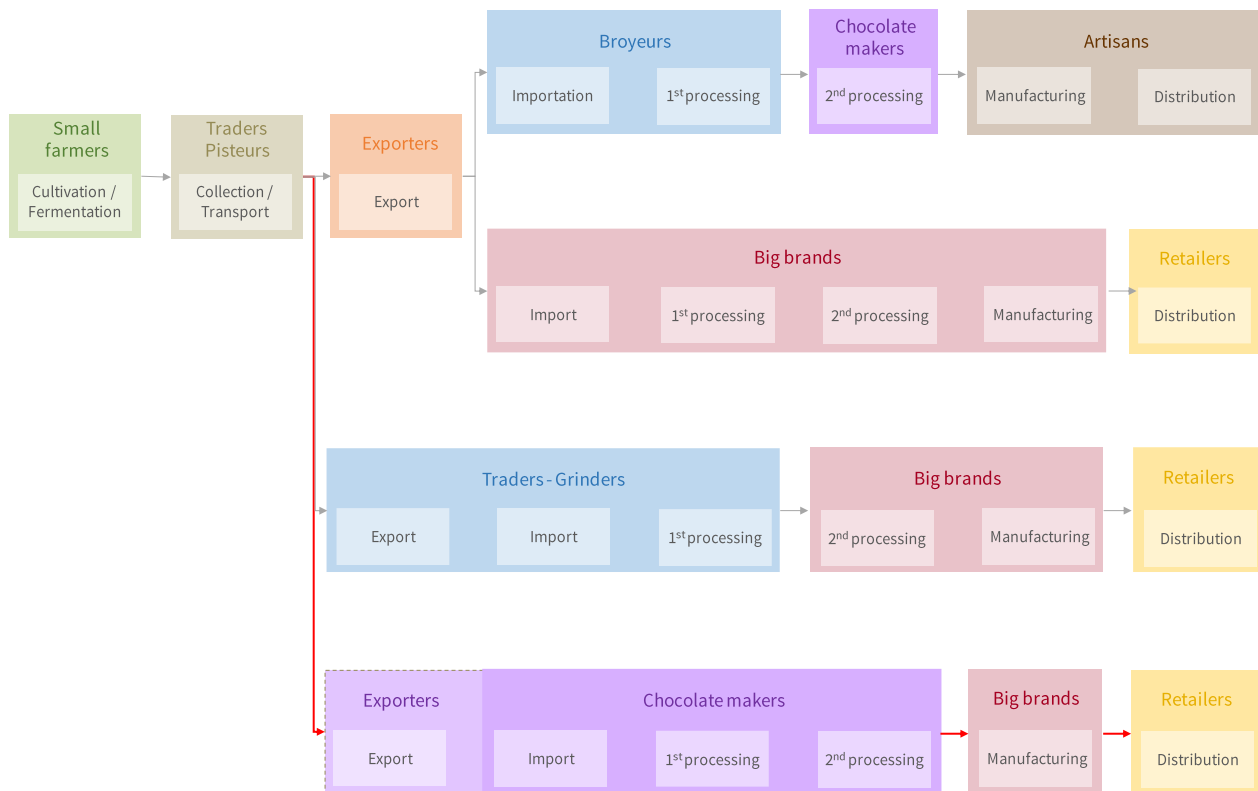 Broyeurs
Importation
1st processing
Chocolate
makers
2nd processing
Artisans
Manufacturing
Distribution
Small
farmers
Cultivation /
Fermentation
Traders
Pisteurs
Collection /
Transport
Exporters
Export
Big brands
Import
1st processing
2nd processing
Manufacturing
Retailers
Distribution
Traders - Grinders
Export
Import
1st processing
Big brands
2nd processing
Manufacturing
Retailers
Distribution
Exporters
Export
Chocolate makers
Import
1st processing
2nd processing
Big brands
Manufacturing
Retailers
Distribution